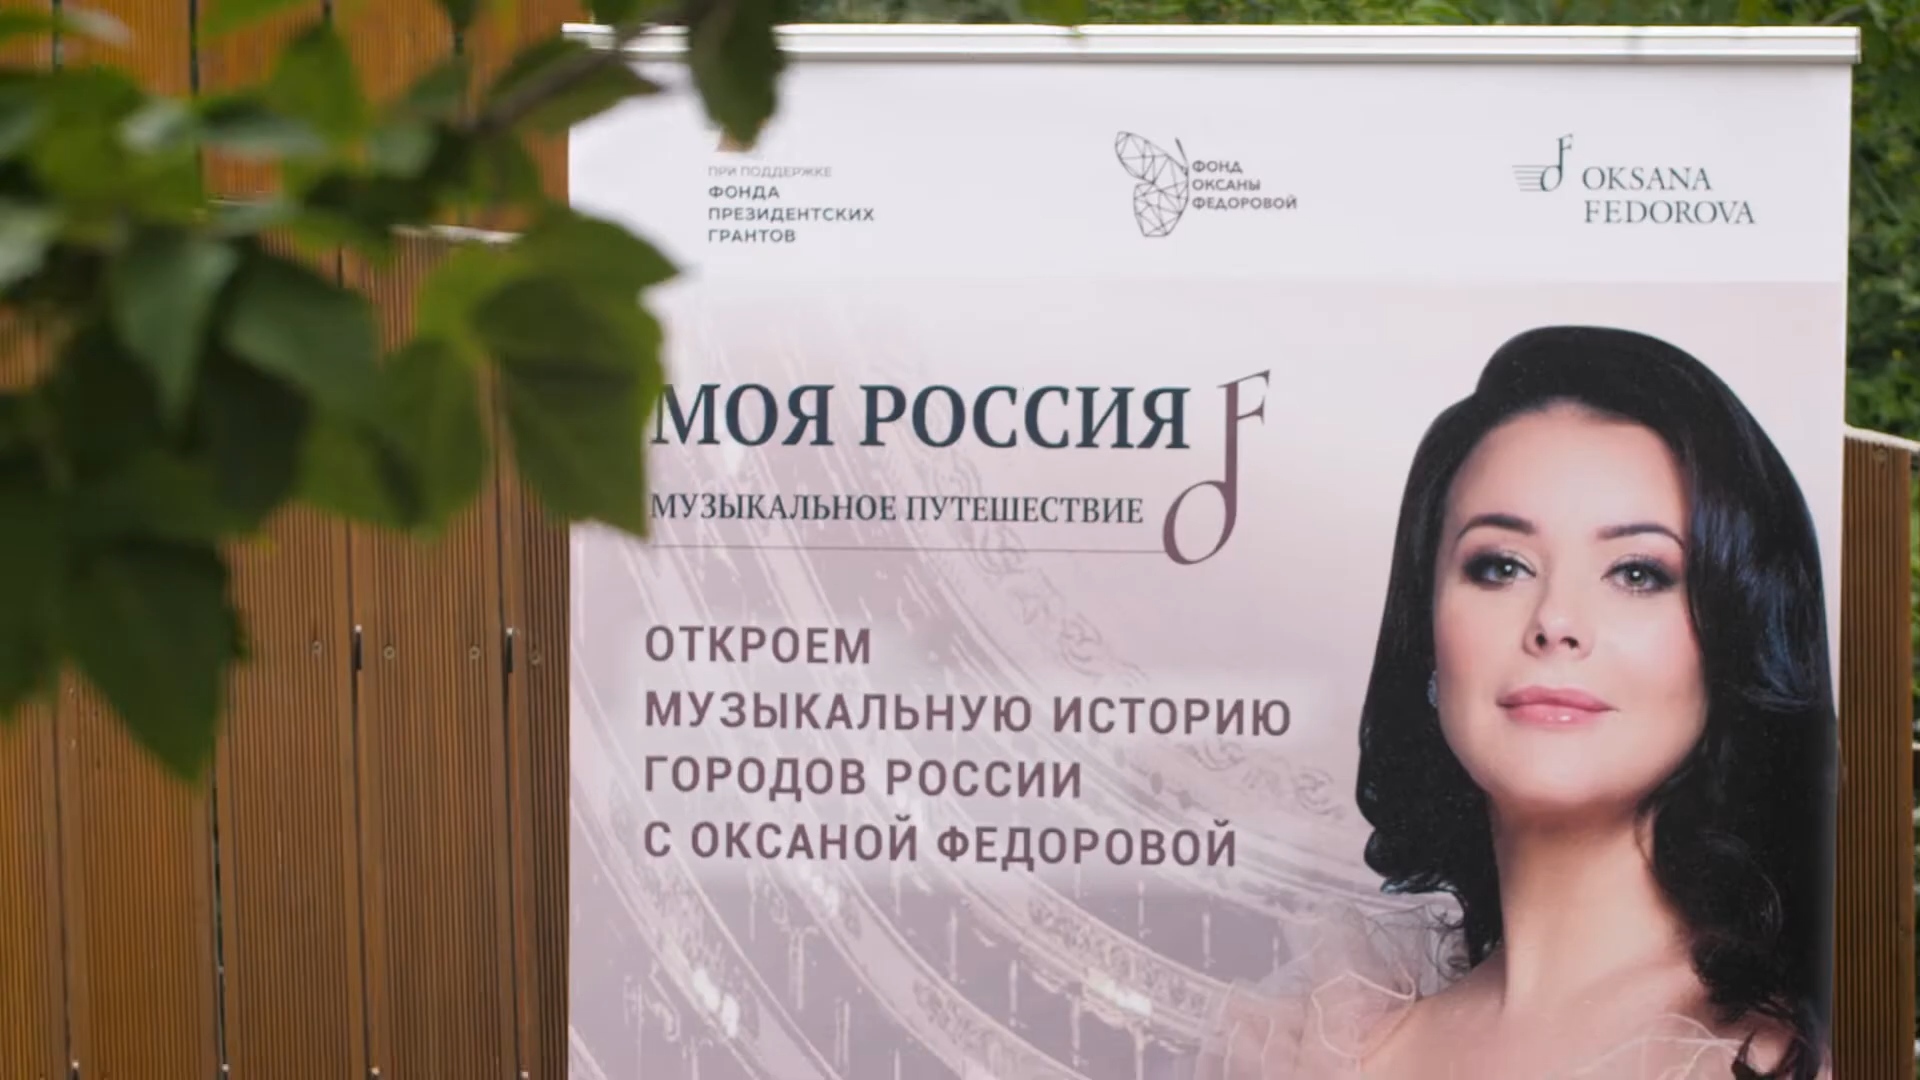 ПРИ ПОДДЕРЖКЕ
ФОНДА
ПРЕЗИДЕНТСКИХ
ГРАНТОВ
ФОНД
ОКСАНЫ
ФЕДОРОВОЙ
OKSANA
FEDOROVA
МОЯ РОССИЯ
МУЗЫКАЛЬНОЕ ПУТЕШЕСТВИЕ
ОТКРОЕМ
МУЗЫКАЛЬНУЮ ИСТОРИЮ
ГОРОДОВ РОССИИ
С ОКСАНОЙ ФЕДОРОВОЙ